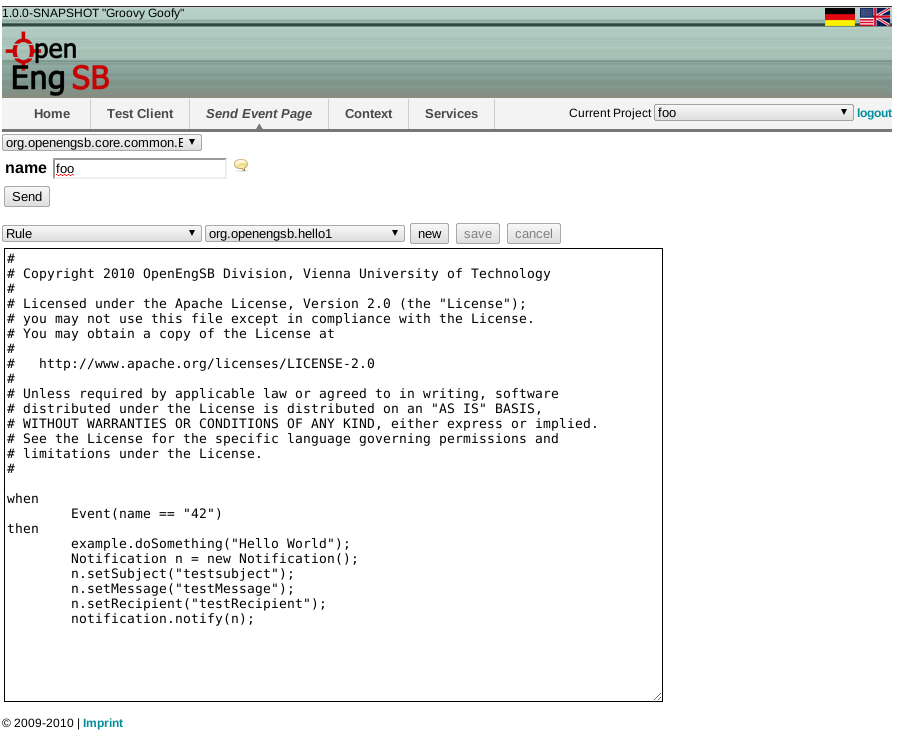 1.0.0-SNAPSHOT "Groovy Goofy"
Open
Eng SB
Home Test Client Send Event Page Context Services Current Project foo logout
org.openengsb.core.common.E
name foo
Send
Rule org.openengsb.hello1 new save cancel
#
# Copyright 2010 OpenEngSB Division, Vienna University of Technology
#
# Licensed under the Apache License, Version 2.0 (the "License");
# you may not use this file except in compliance with the License.
# You may obtain a copy of the License at
#
#   http://www.apache.org/licenses/LICENSE-2.0
#
# Unless required by applicable law or agreed to in writing, software
# distributed under the License is distributed on an "AS IS" BASIS,
# WITHOUT WARRANTIES OR CONDITIONS OF ANY KIND, either express or implied.
# See the License for the specific language governing permissions and
# limitations under the License.
#
when
        Event(name == "42")
then
        example.doSomething("Hello World");
        Notification n = new Notification();
        n.setSubject("testsubject");
        n.setMessage("testMessage");
        n.setRecipient("testRecipient");
        notification.notify(n);
© 2009-2010 | Imprint